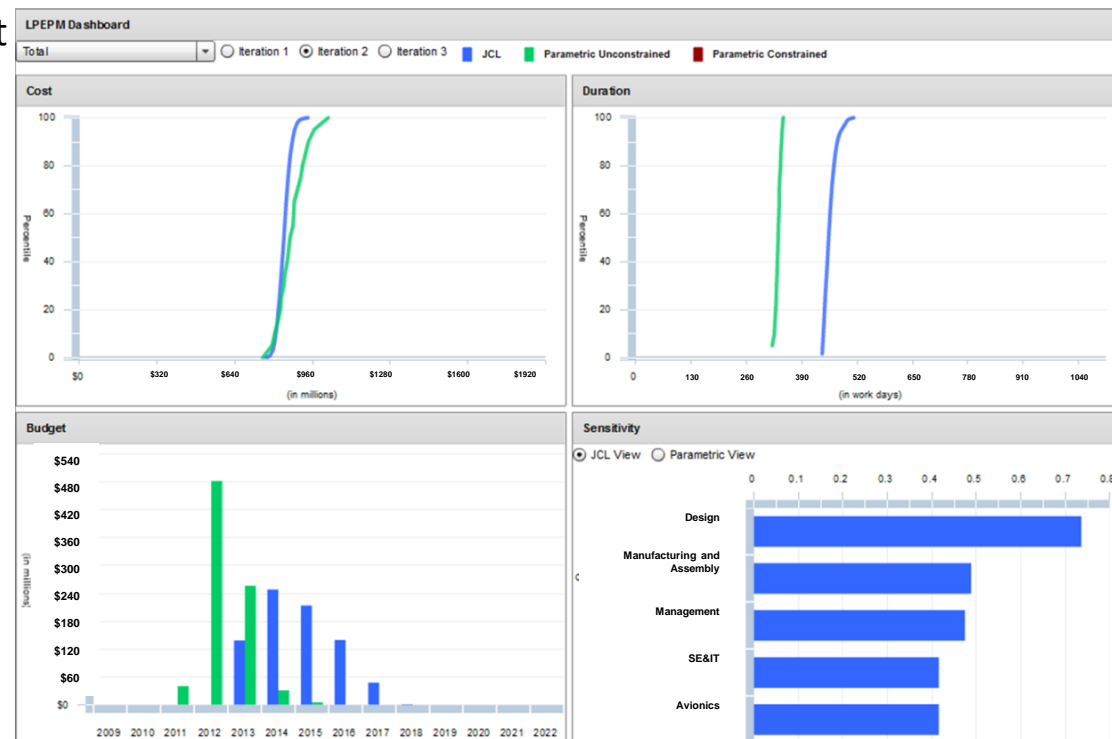 t
LPEPM Dashboard
Total Iteration 1 Iteration 2 Iteration 3 JCL Parametric Unconstrained Parametric Constrained
Cost
100
80
60
40
20
0
Percentile
$0 $320 $640 $960 $1280 $1600 $1920
(in millions)
Duration
100
80
60
40
20
0
Percentile
0 130 260 390 520 650 780 910 1040
(in work days)
Budget
$540
$480
$420
$360
$300
$240
$180
$120
$60
$0
(in millions)
2009 2010 2011 2012 2013 2014 2015 2016 2017 2018 2019 2020 2021 2022
Sensitivity
JCL View Parametric View
0 0.1 0.2 0.3 0.4 0.5 0.6 0.7 0.8
Design
Manufacturing and
Assembly
Management
SE&IT
Avionics